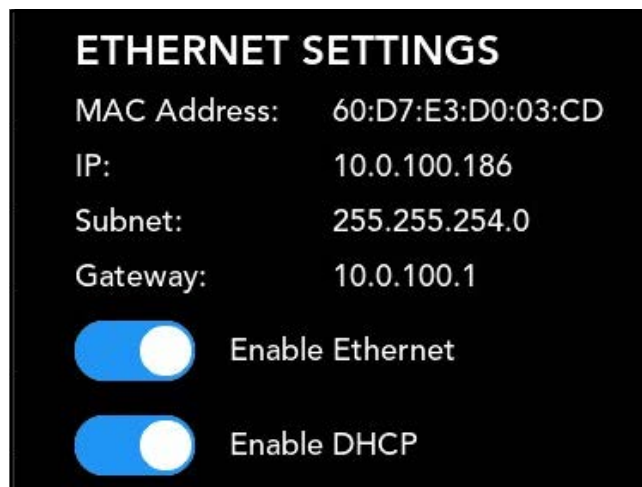 ETHERNET SETTINGS
MAC Address: 60:D7:E3:D0:03:CD
IP: 10.0.100.186
Subnet: 255.255.254.0
Gateway: 10.0.100.1
Enable Ethernet
Enable DHCP